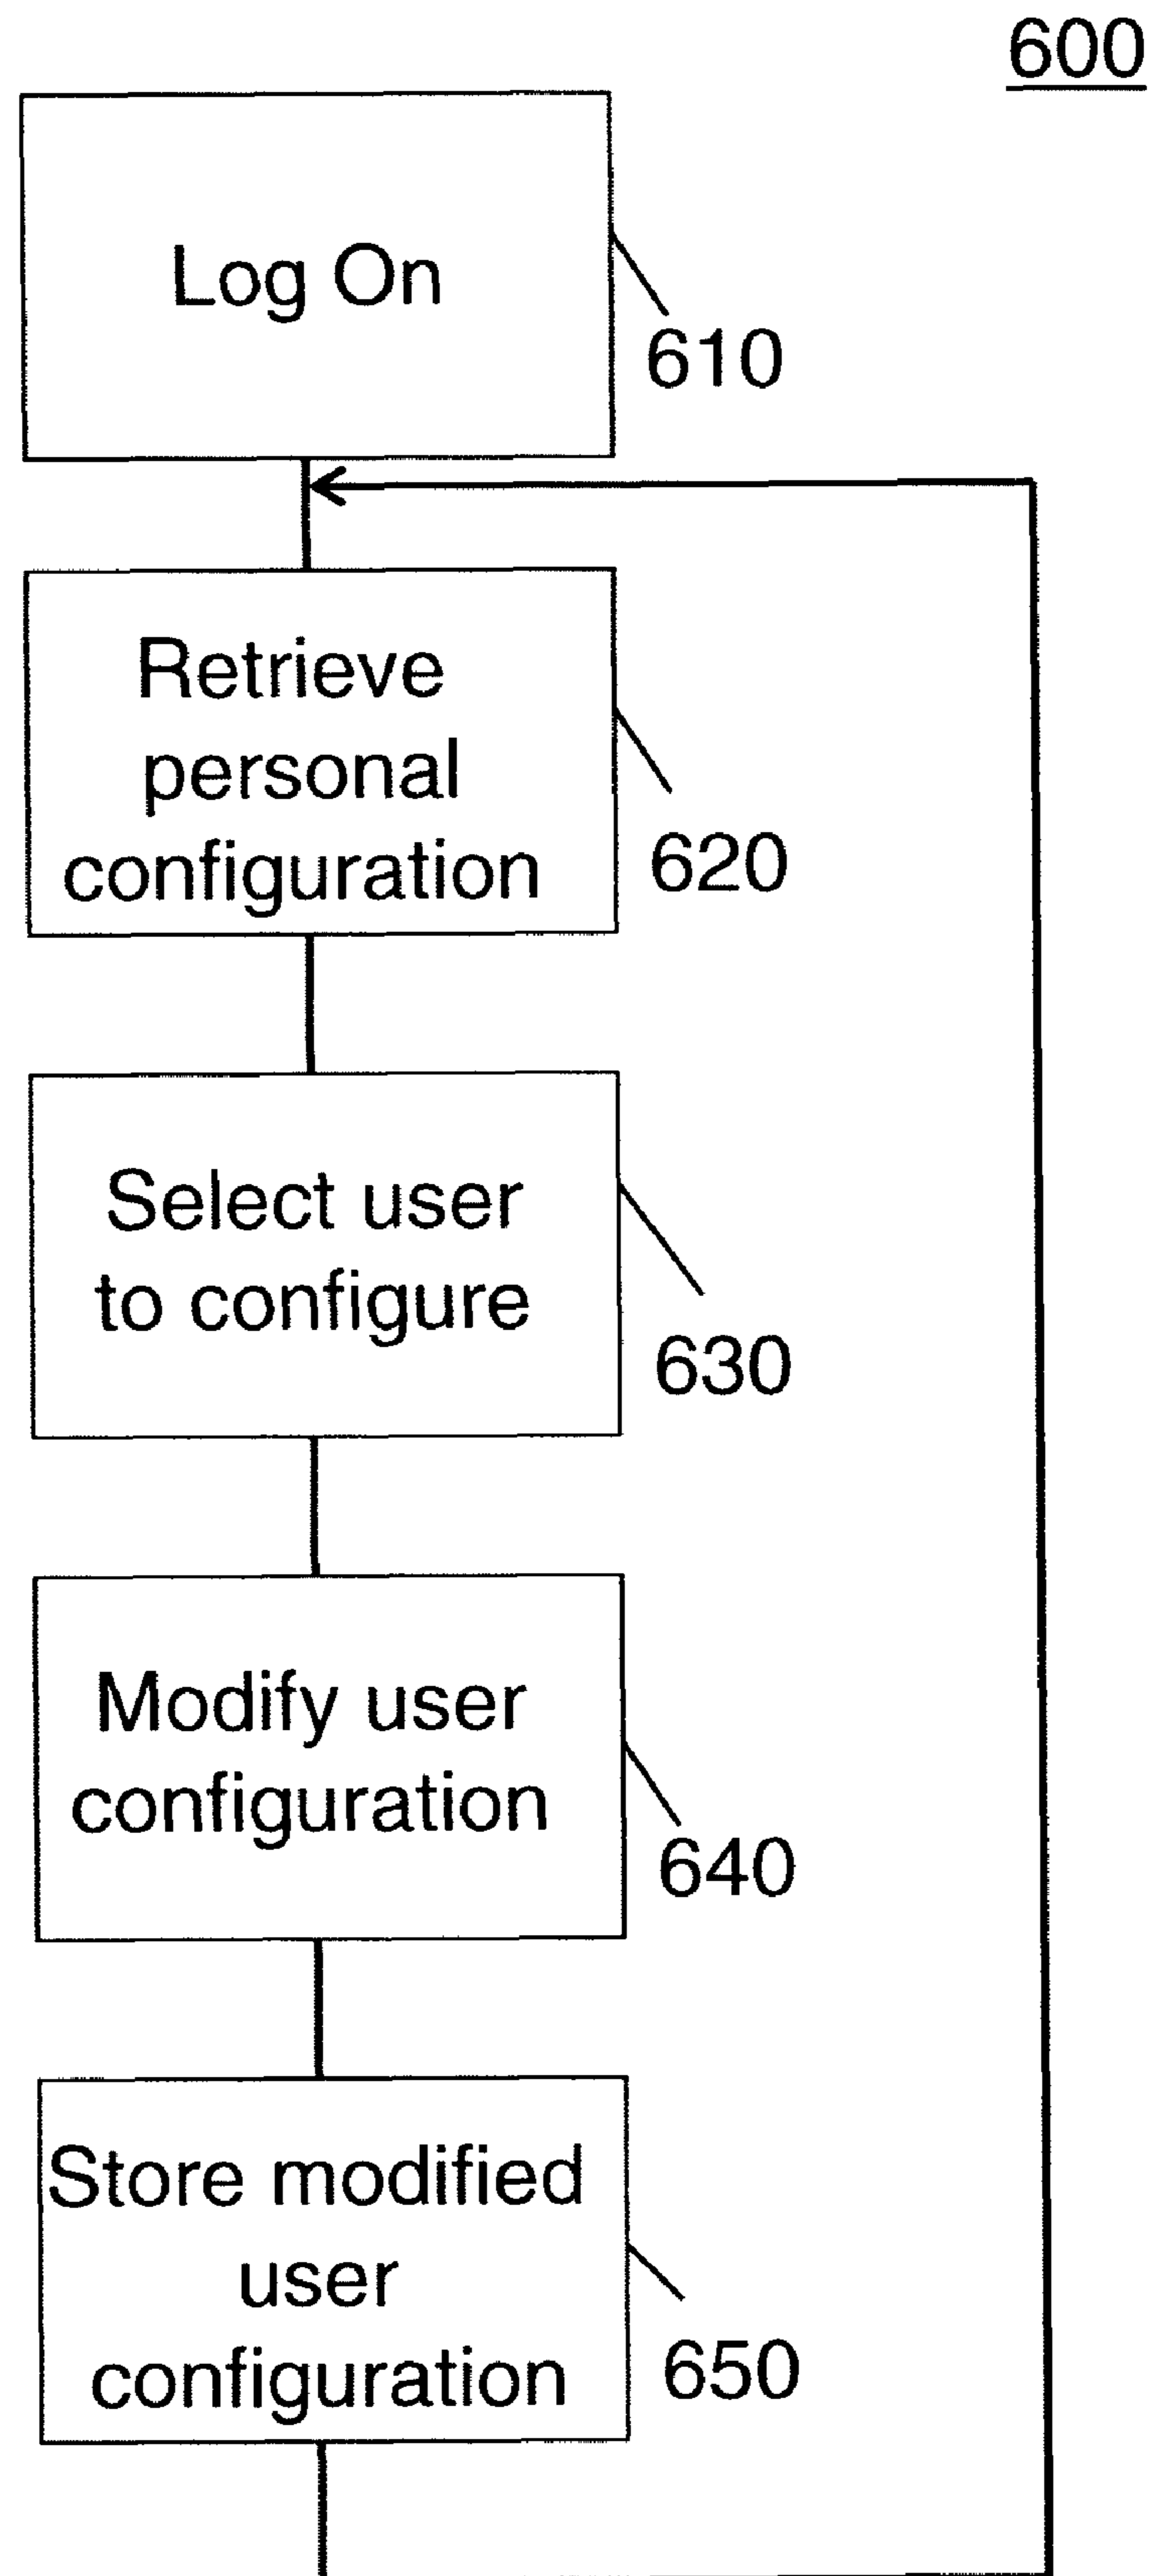 600
Log On
610
Retrieve
personal
configuration
620
Select user
to configure
630
Modify user
configuration
640
Store modified
user
configuration
650